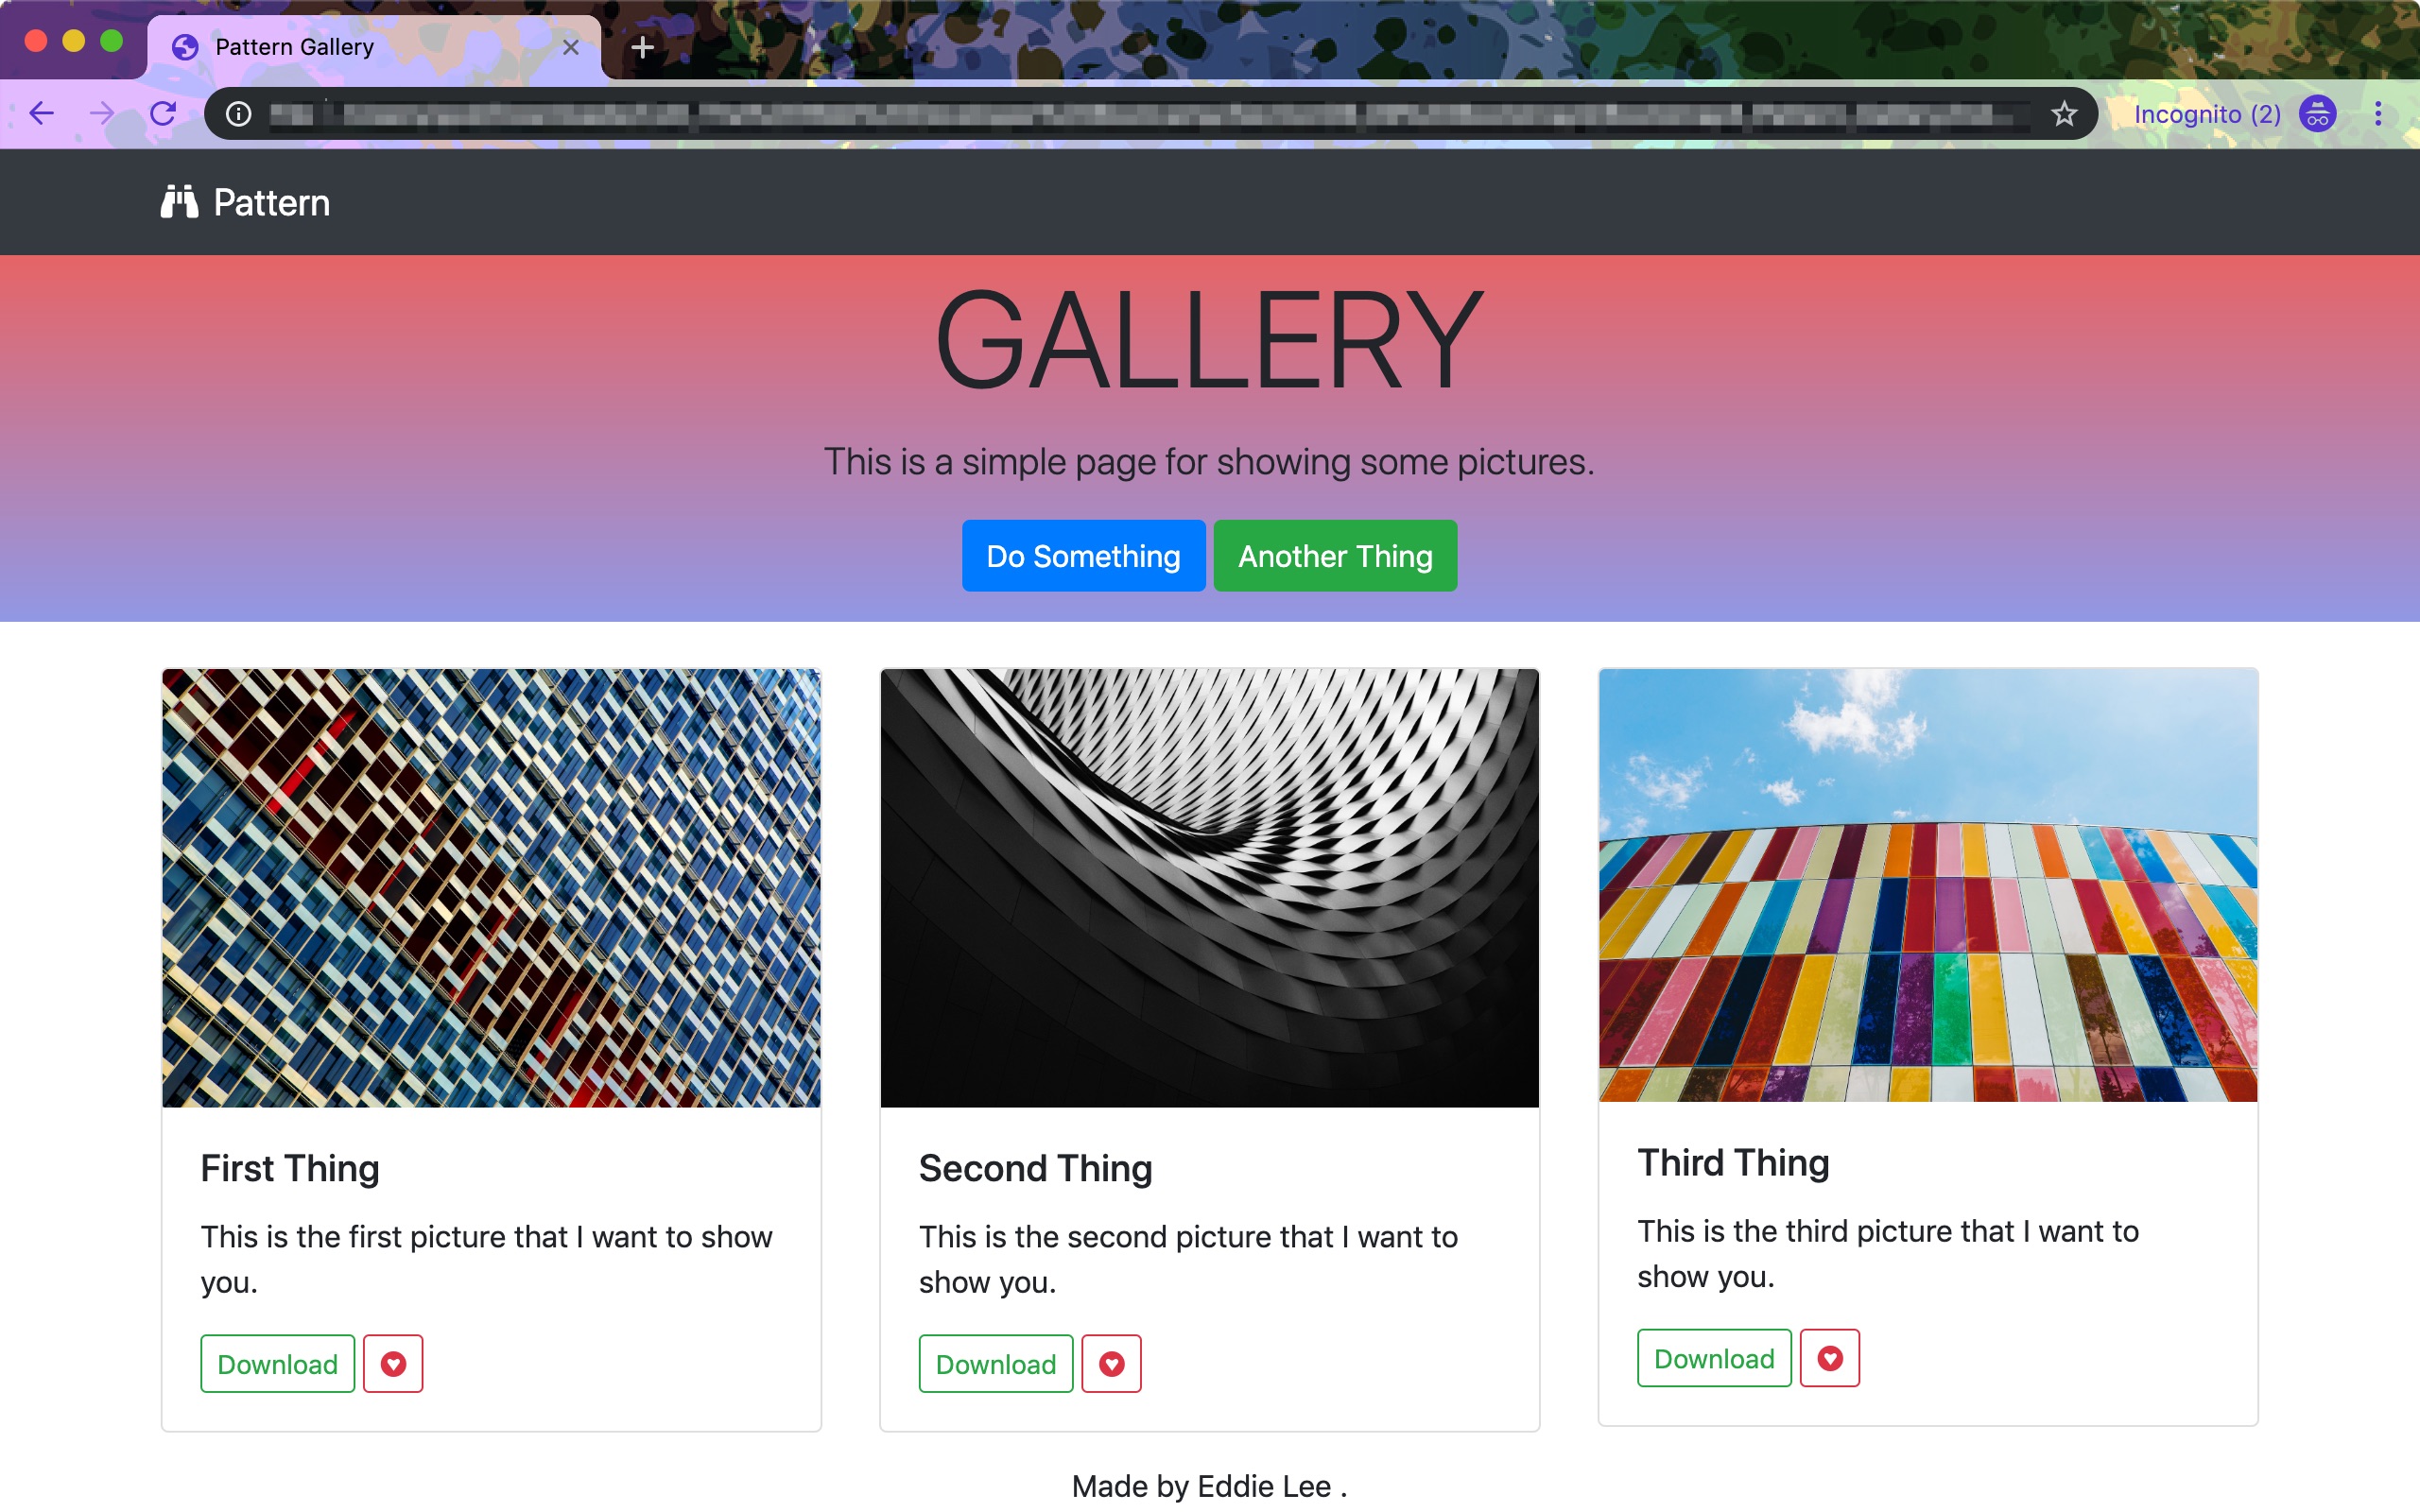 Pattern Gallery
Incognito (2)
Pattern
GALLERY
This is a simple page for showing some pictures.
Do Something
Another Thing
First Thing
This is the first picture that I want to show
you.
Download
Second Thing
This is the second picture that I want to
show you.
Download
Third Thing
This is the third picture that I want to
show you.
Download
Made by Eddie Lee .